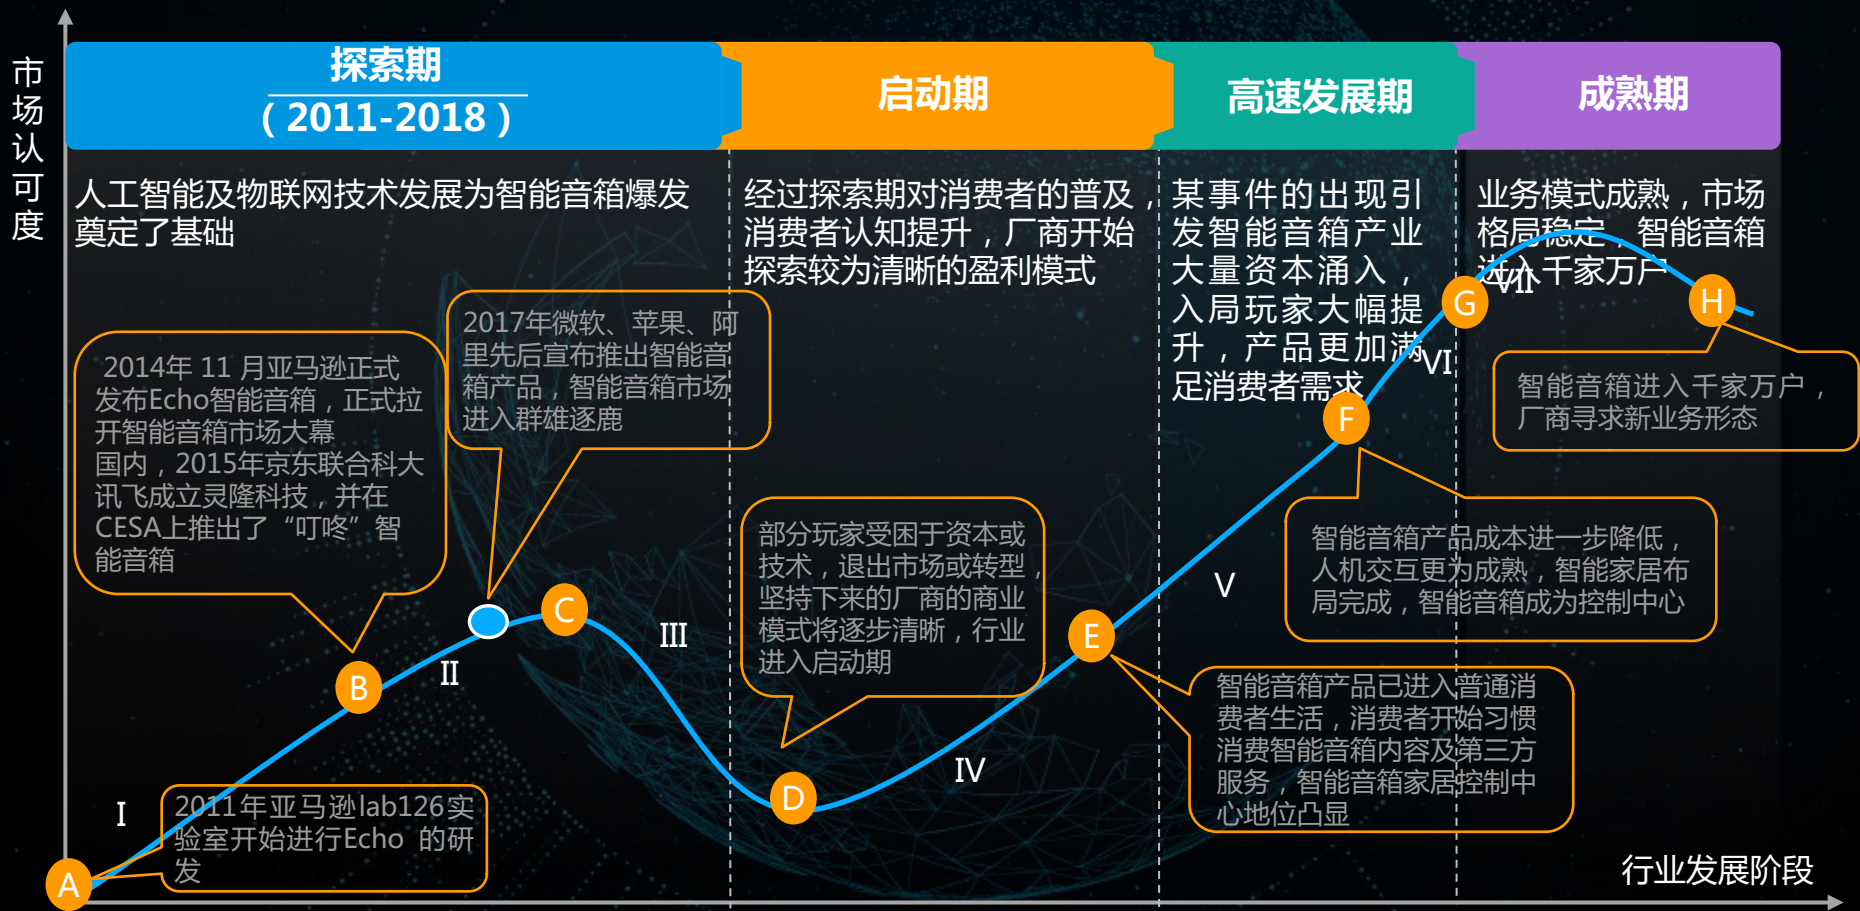 市场认可度
探索期
（2011-2018）
启动期
高速发展期
成熟期
人工智能及物联网技术发展为智能音箱爆发
奠定了基础
经过探索期对消费者的普及，
消费者认知提升，厂商开始
探索较为清晰的盈利模式
某事件的出现引
发智能音箱产业
大量资本涌入，
入局玩家大幅提
升，产品更加满
足消费者需求
业务模式成熟，市场
格局稳定，智能音箱
进入千家万户
2014年 11 月亚马逊正式
发布Echo智能音箱，正式拉
开智能音箱市场大幕
国内，2015年京东联合科大
讯飞成立灵隆科技，并在
CESA上推出了“叮咚”智
能音箱
2017年微软、苹果、阿
里先后宣布推出智能音
箱产品，智能音箱市场
进入群雄逐鹿
部分玩家受困于资本或
技术，退出市场或转型，
坚持下来的厂商的商业
模式将逐步清晰，行业
进入启动期
智能音箱进入千家万户，
厂商寻求新业务形态
智能音箱产品成本进一步降低，
人机交互更为成熟，智能家居布
局完成，智能音箱成为控制中心
智能音箱产品已进入普通消
费者生活，消费者开始习惯
消费智能音箱内容及第三方
服务，智能音箱家居控制中
心地位凸显
2011年亚马逊lab126实
验室开始进行Echo 的研
发
A
B
C
D
E
F
G
H
I
II
III
IV
V
VI
VII
行业发展阶段